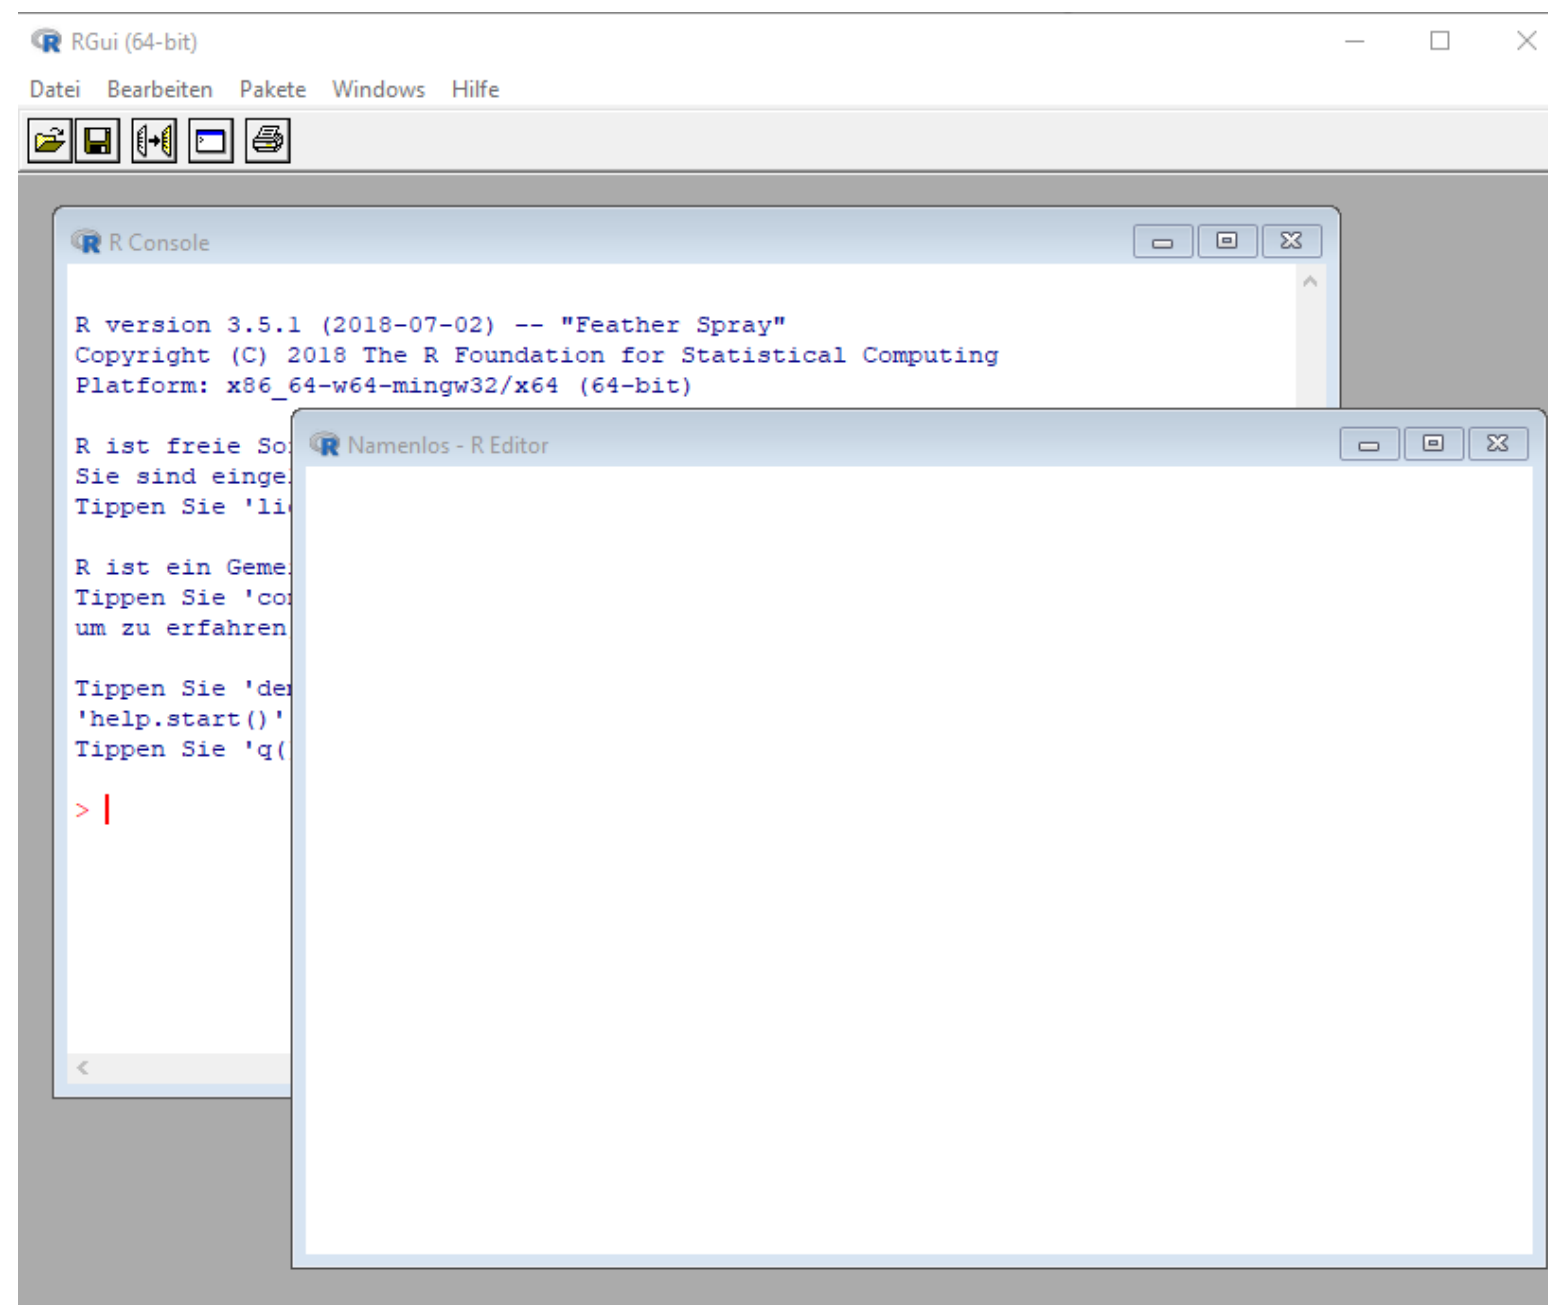 RGui (64-bit)
Datei Bearbeiten Pakete Windows Hilfe
R Console
R version 3.5.1 (2018-07-02) -- "Feather Spray"
Copyright (C) 2018 The R Foundation for Statistical Computing
Platform: x86_64-w64-mingw32/x64 (64-bit)
R ist freie
Sie sind
Tippen Sie
R ist ein
Tippen Sie
um zu erfahren
Tippen Sie
'help.start()'
Tippen Sie 'q(
>
Namenlos - R Editor